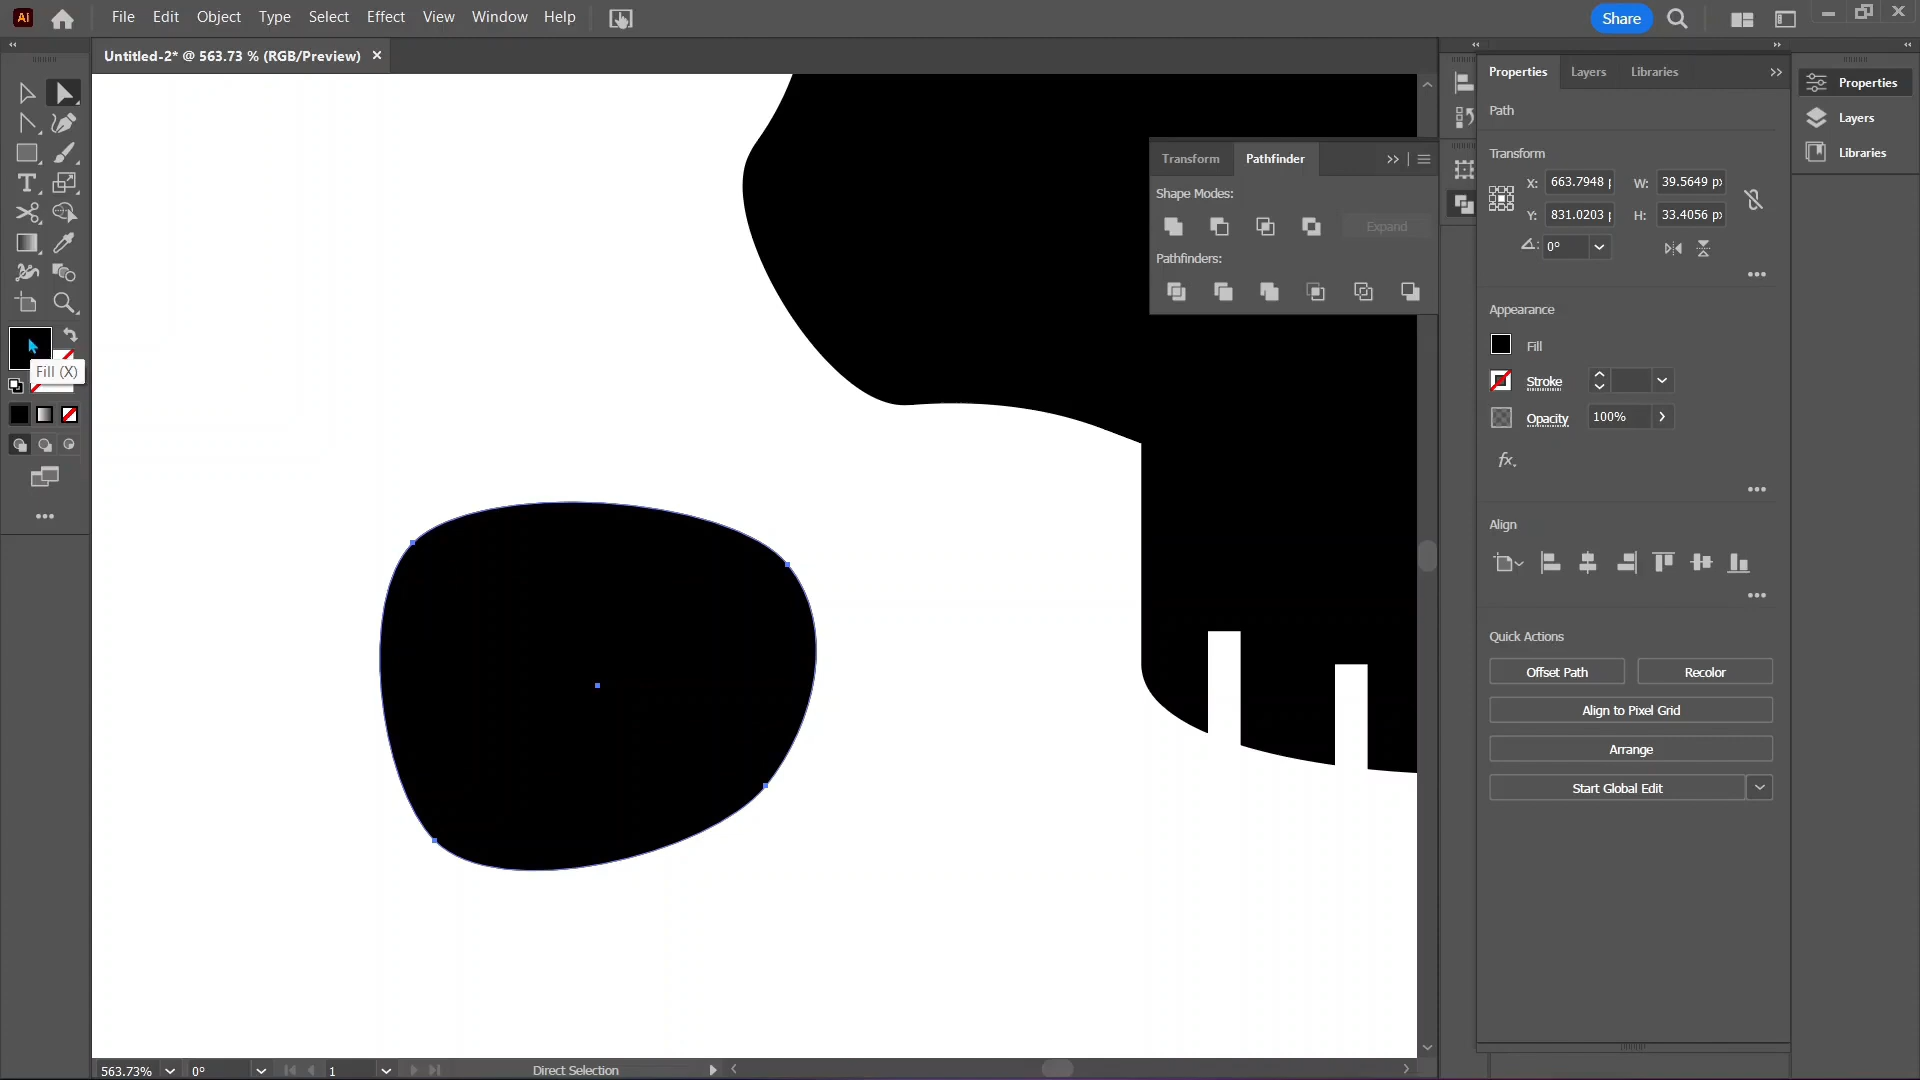 Ai File Edit Object Type Select Effect View Window Help Share
Untitled-2* @ 563.73 % (RGB/Preview) ×
Properties Layers Libraries
Properties
Layers
Libraries
Path
Transform
X: 663.7948 p W: 39.5649 px
Y: 831.0203 p H: 33.4056 px
0°
Transform Pathfinder
Shape Modes:
Expand
Pathfinders:
Appearance
Fill
Stroke
Opacity 100%
fx.
Fill (X)
Align
Quick Actions
Offset Path Recolor
Align to Pixel Grid
Arrange
Start Global Edit
563.73% 0° 1 Direct Selection